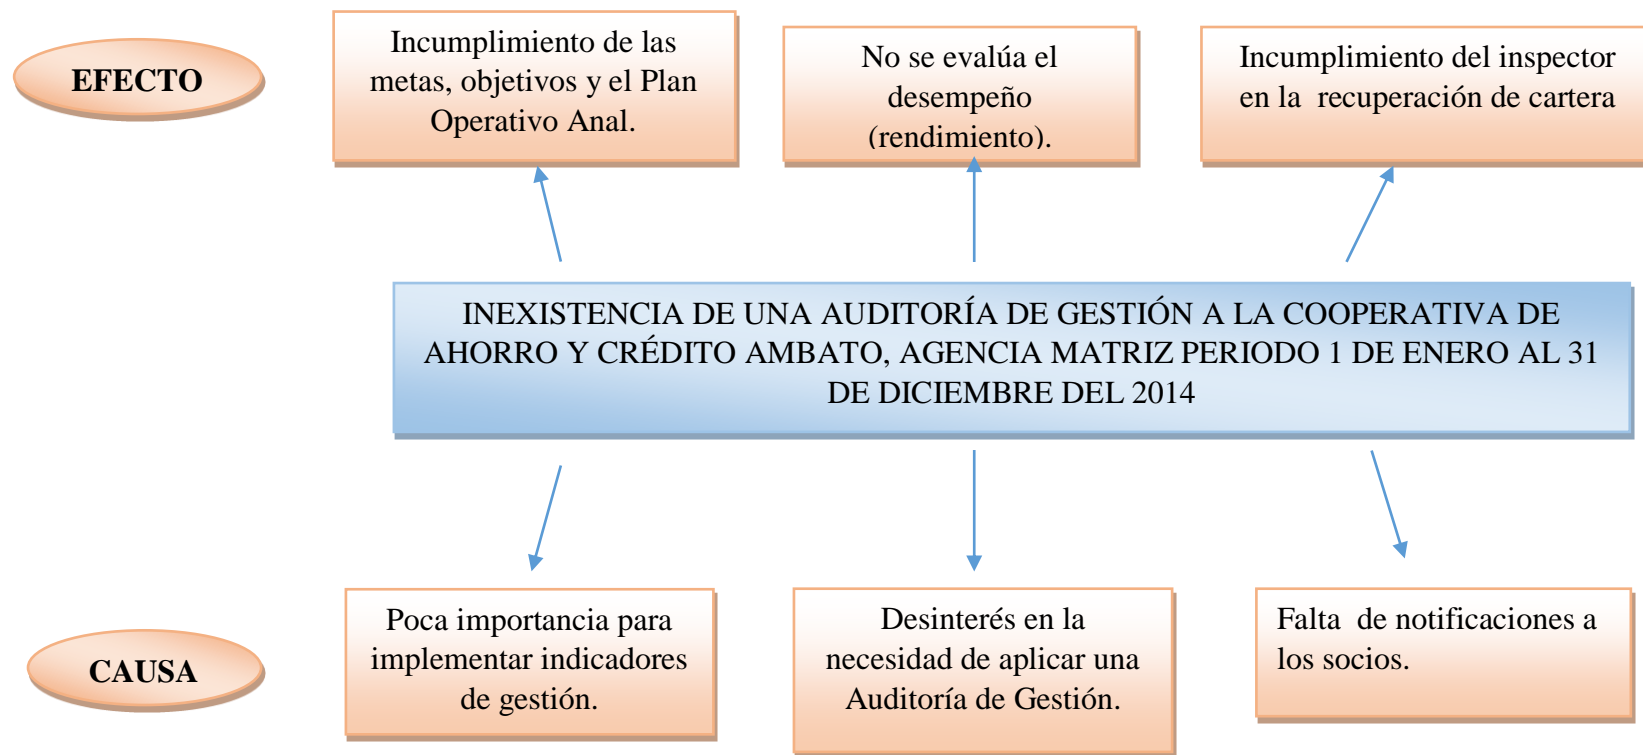 EFECTO
Incumplimiento de las
metas, objetivos y el Plan
Operativo Anal.
No se evalúa el
desempeño
(rendimiento).
Incumplimiento del inspector
en la recuperación de cartera
INEXISTENCIA DE UNA AUDITORÍA DE GESTIÓN A LA COOPERATIVA DE
AHORRO Y CRÉDITO AMBATO, AGENCIA MATRIZ PERIODO 1 DE ENERO AL 31
DE DICIEMBRE DEL 2014
CAUSA
Poca importancia para
implementar indicadores
de gestión.
Desinterés en la
necesidad de aplicar una
Auditoría de Gestión.
Falta de notificaciones a
los socios.